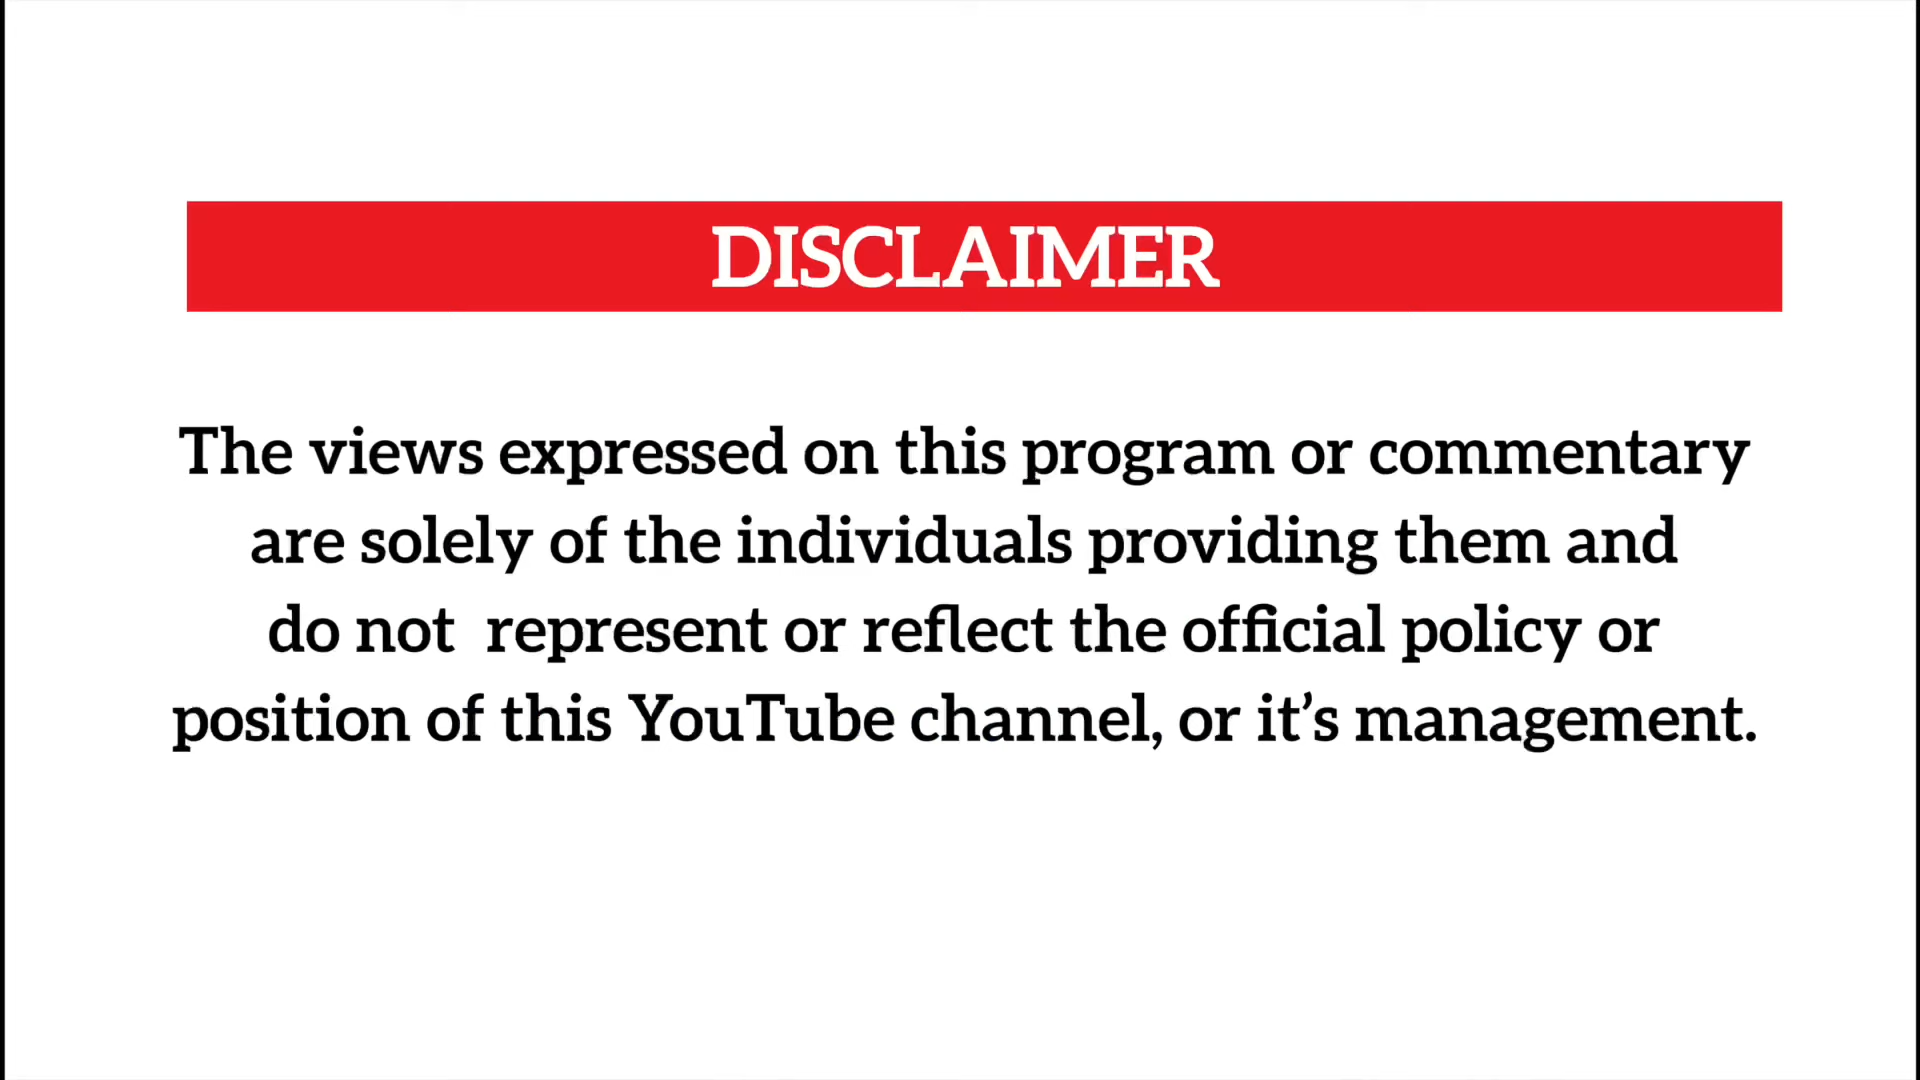 DISCLAIMER
The views expressed on this program or commentary
are solely of the individuals providing them and
do not  represent or reflect the official policy or
position of this YouTube channel, or it’s management.